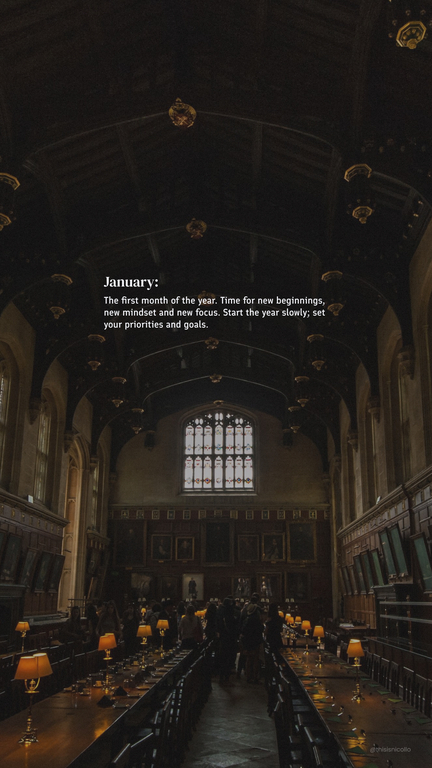 January:
The first month of the year. Time for new beginnings,
new mindset and new focus. Start the year slowly; set
your priorities and goals.
@thisisnicollo